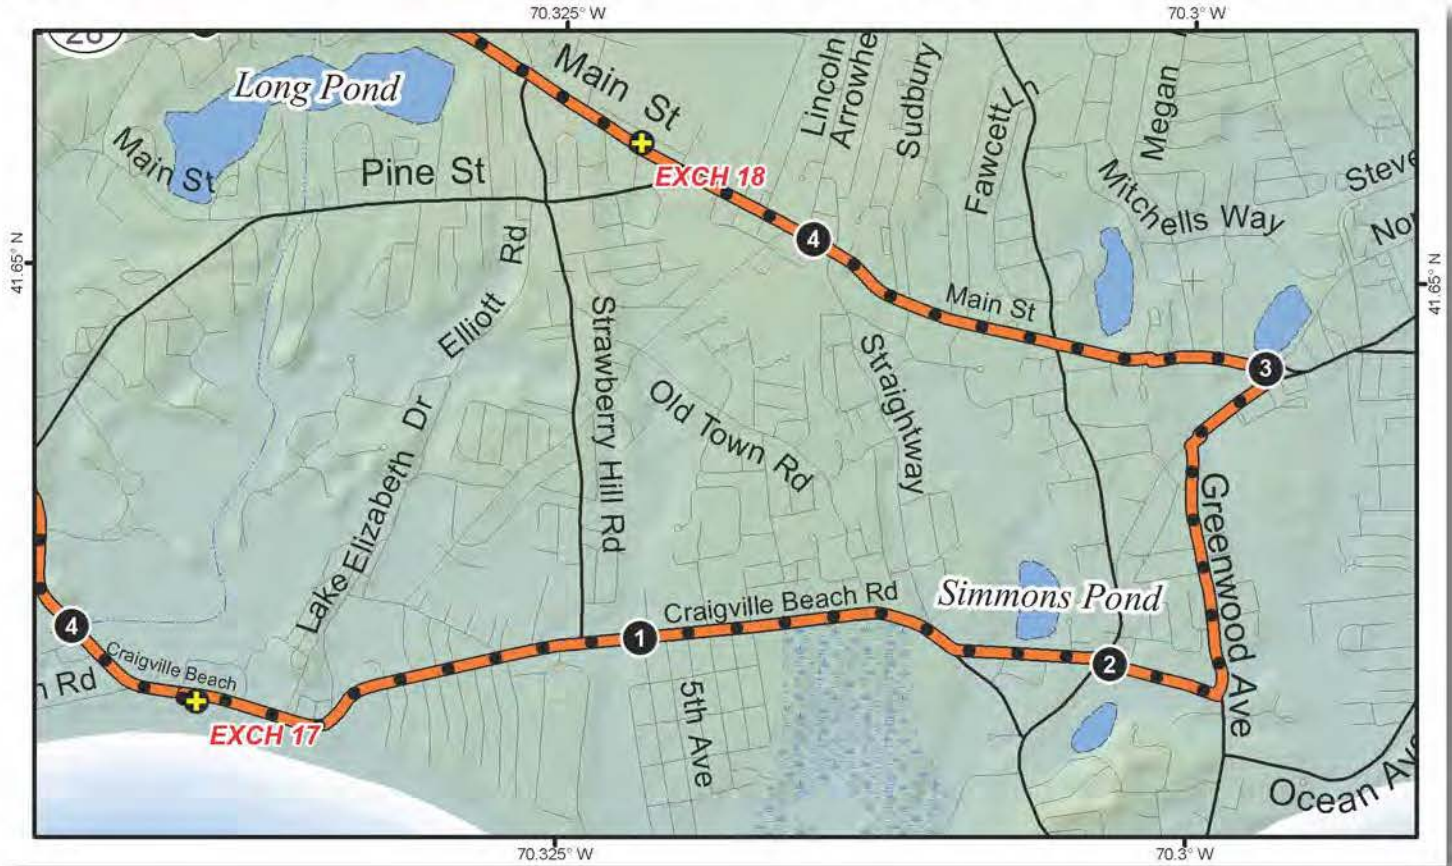 70.325° W
70.3° W
28
Long Pond
Main St
Main St
Pine St
EXCH 18
Lincoln
Arrowhe
Sudbury
Fawcett L
Megan
Mitchells Way
Steve
Nor
41.65° N
41.65° N
4
Elliott Rd
Main St
3
Strawberry Hill Rd
Straightway
Old Town Rd
Lake Elizabeth Dr
Greenwood Ave
Simmons Pond
Craigville Beach Rd
4
1
2
Craigville Beach
n Rd
EXCH 17
5th Ave
Ocean Av
70.325° W
70.3° W